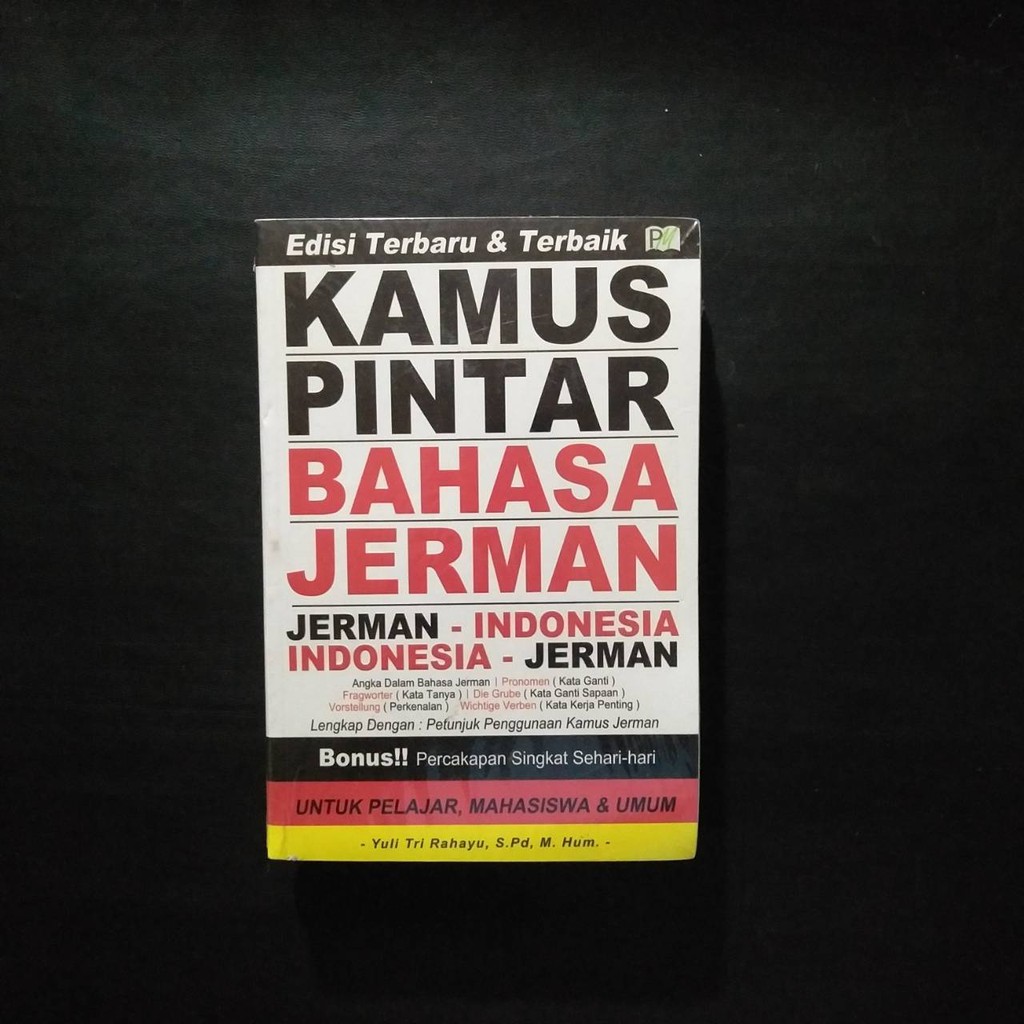 Edisi Terbaru & Terbaik
KAMUS
PINTAR
BAHASA
JERMAN
JERMAN - INDONESIA
INDONESIA - JERMAN
Angka Dalam Bahasa Jerman | Pronomen ( Kata Ganti )
Fragworter ( Kata Tanya ) | Die Grube ( Kata Ganti Sapaan )
Vorstellung ( Perkenalan ) Wichtige Verben ( Kata Kerja Penting )
Lengkap Dengan : Petunjuk Penggunaan Kamus Jerman
Bonus!! Percakapan Singkat Sehari-hari
UNTUK PELAJAR, MAHASISWA & UMUM
- Yuli Tri Rahayu, S.Pd, M. Hum. -